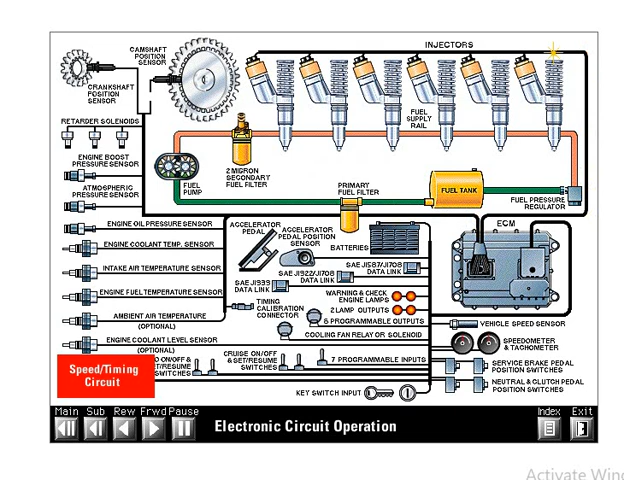 CAMSHAFT
POSITION
SENSOR
INJECTORS
CRANKSHAFT
POSITION
SENSOR
RETARDER SOLENOIDS
FUEL
SUPPLY
RAIL
ENGINE BOOST
PRESSURE SENSOR
2 MICRON
SECONDARY
FUEL FILTER
FUEL
PUMP
PRIMARY
FUEL FILTER
FUEL TANK
ATMOSPHERIC
PRESSURE SENSOR
FUEL PRESSURE
REGULATOR
ENGINE OIL PRESSURE SENSOR
ACCELERATOR
PEDAL
ACCELERATOR
PEDAL POSITION
SENSOR
BATTERIES
ECM
ENGINE COOLANT TEMP. SENSOR
SAE J1587/J1708
DATA LINK
INTAKE AIR TEMPERATURE SENSOR
SAE J1922/J1708
DATA LINK
SAE J1939
DATA LINK
ENGINE FUEL TEMPERATURE SENSOR
WARNING & CHECK
ENGINE LAMPS
TIMING
CALIBRATION
CONNECTOR
2 LAMP OUTPUTS
AMBIENT AIR TEMPERATURE
(OPTIONAL)
6 PROGRAMMABLE OUTPUTS
VEHICLE SPEED SENSOR
COOLING FAN RELAY OR SOLENOID
ENGINE COOLANT LEVEL SENSOR
(OPTIONAL)
SPEEDOMETER
& TACHOMETER
CRUISE ON/OFF
& SET/RESUME
SWITCHES
7 PROGRAMMABLE INPUTS
SERVICE BRAKE PEDAL
POSITION SWITCHES
O ON/OFF &
ET/RESUME
SWITCHES
Speed/Timing
Circuit
NEUTRAL & CLUTCH PEDAL
POSITION SWITCHES
KEY SWITCH INPUT
Main Sub Rew Frwd Pause
Index Exit
Electronic Circuit Operation
Activate Wind